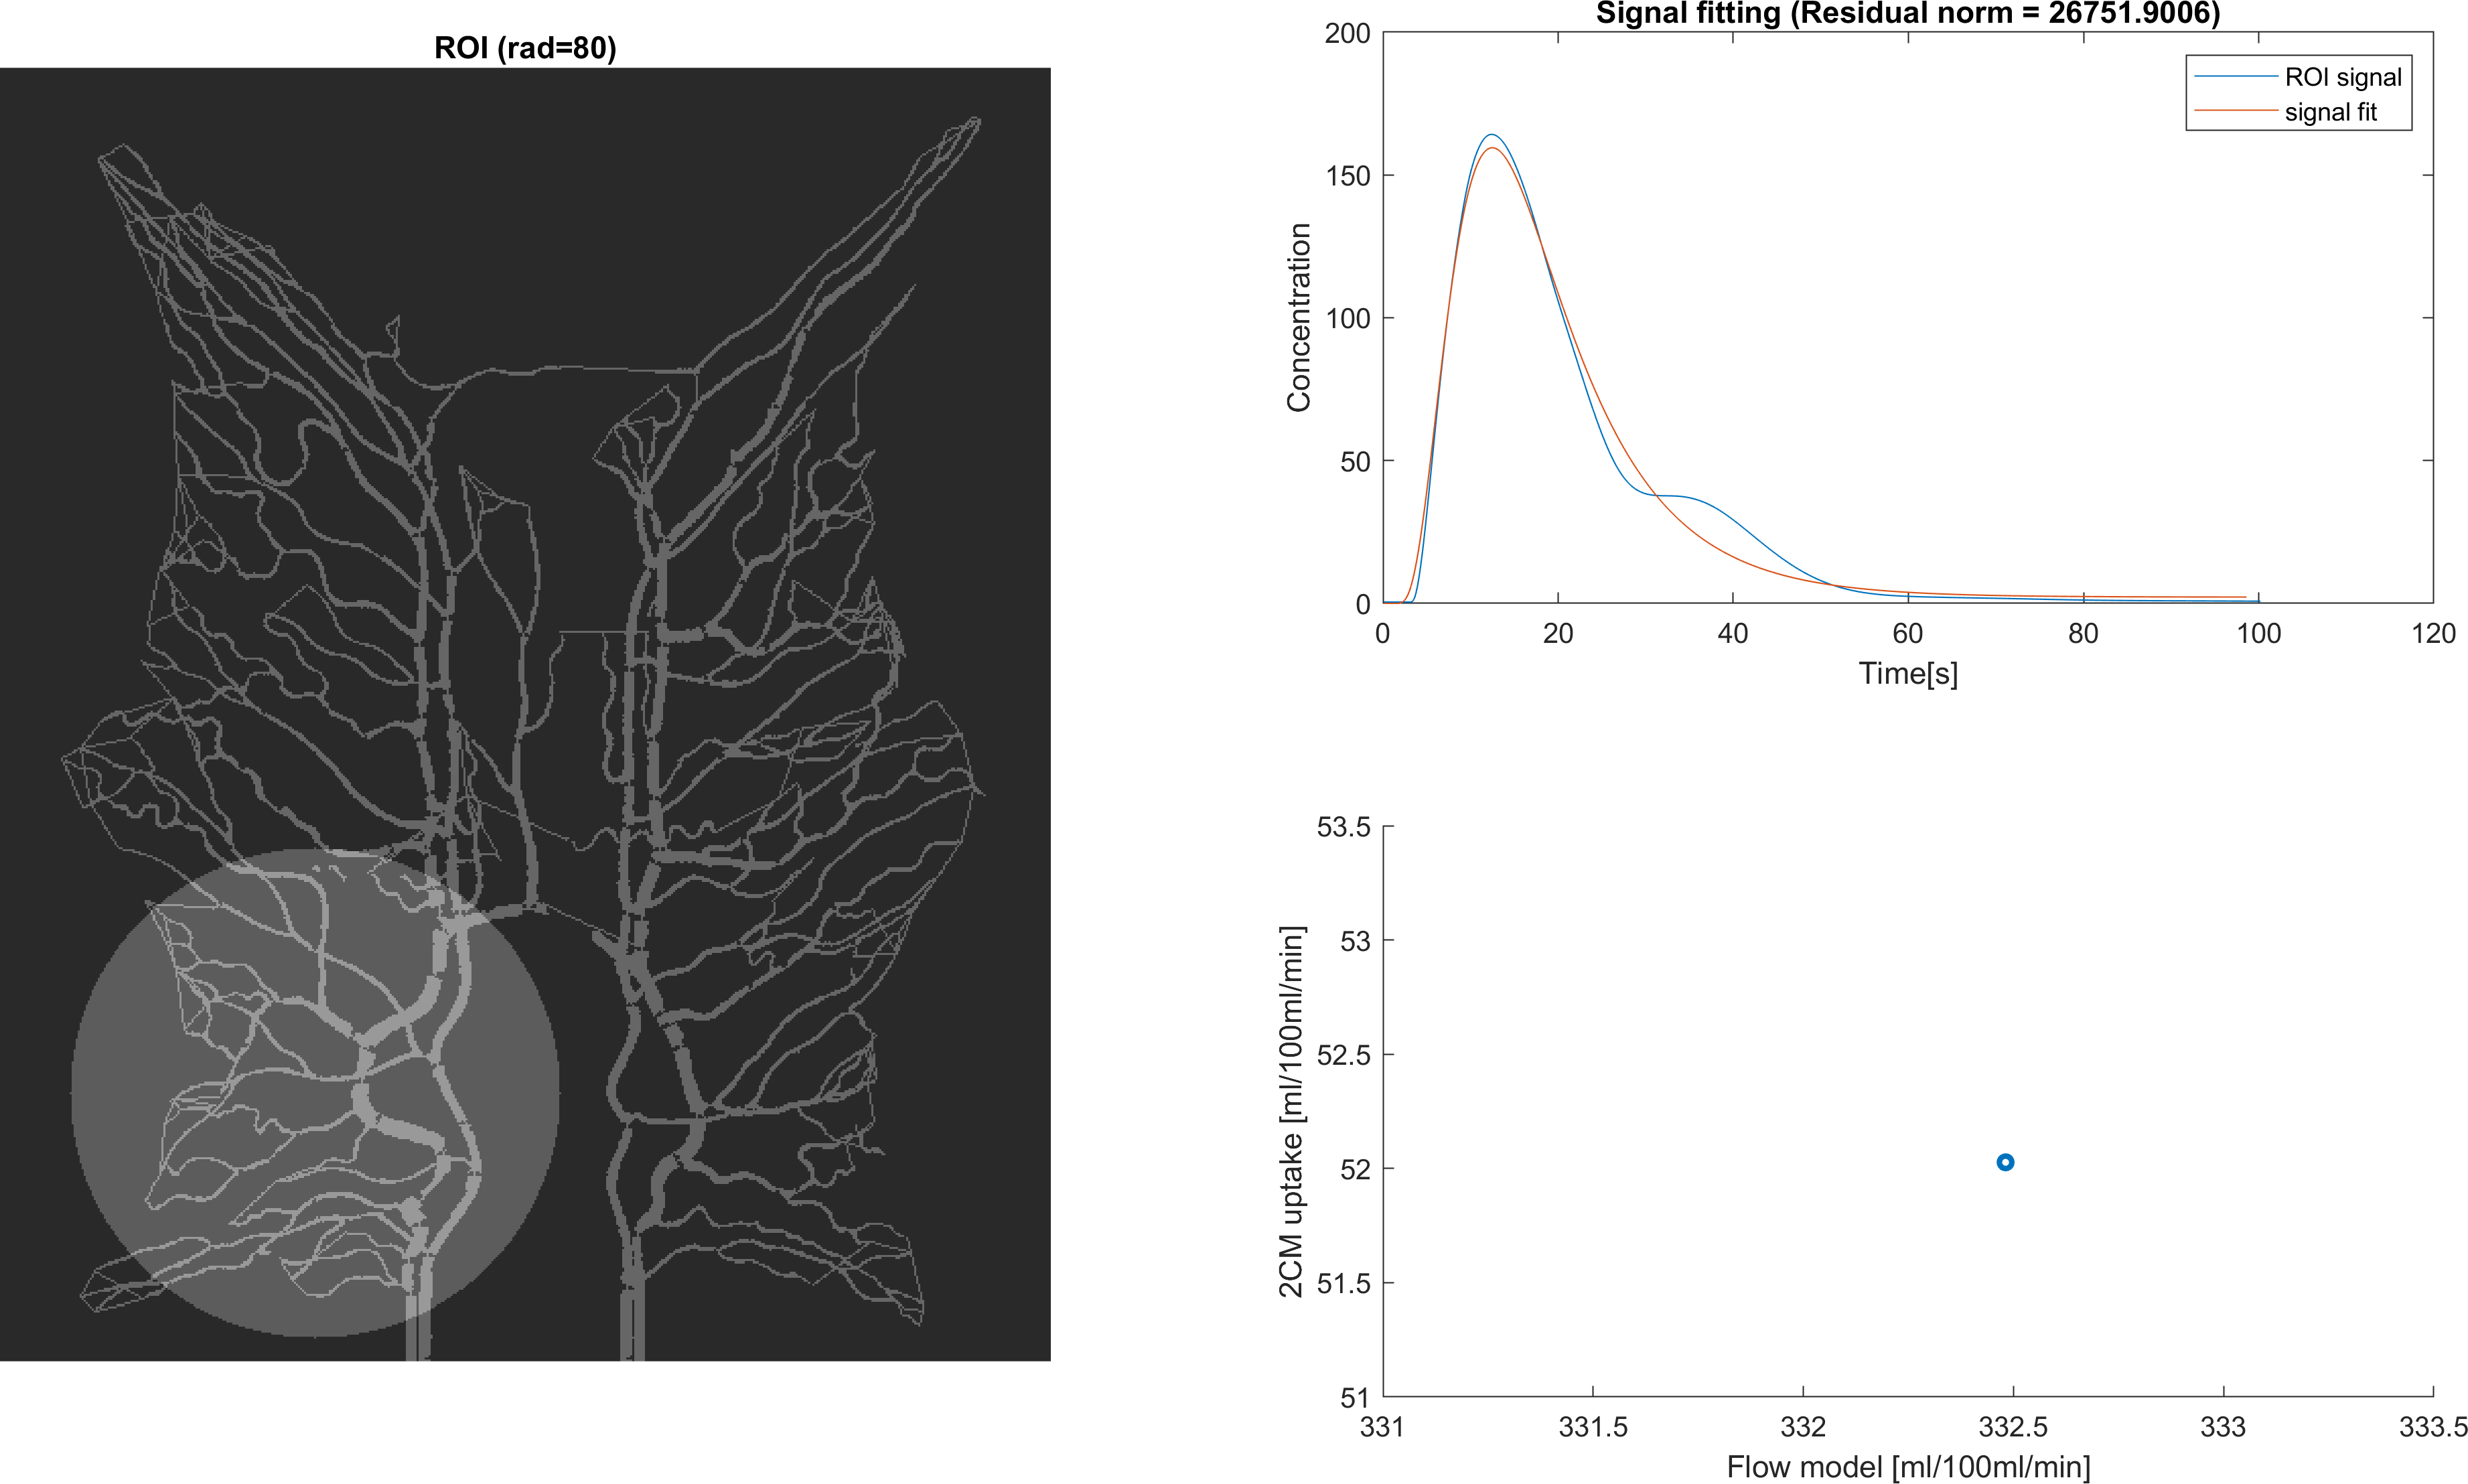 ROI (rad=80)
Signal fitting (Residual norm = 26751.9006)
200
150
100
50
0
Concentration
ROI signal
signal fit
0 20 40 60 80 100 120
Time[s]
53.5
53
52.5
52
51.5
51
2CM uptake [ml/100ml/min]
331 331.5 332 332.5 333 333.5
Flow model [ml/100ml/min]